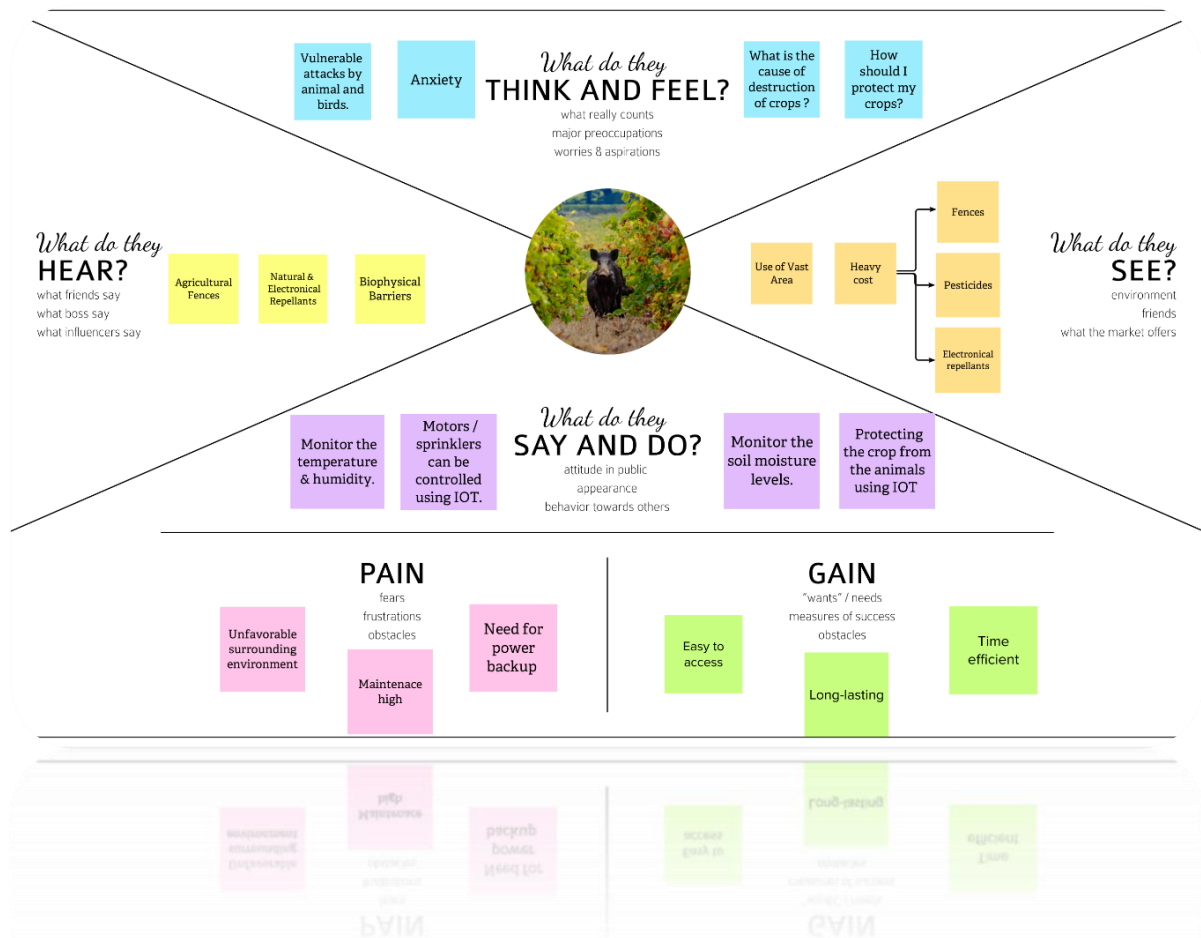 Vulnerable
attacks by
animal and
birds.
Anxiety
What do they
THINK AND FEEL?
what really counts
major preoccupations
worries & aspirations
What is the
cause of
destruction
of crops ?
How
should I
protect my
crops?
What do they
HEAR?
what friends say
what boss say
what influencers say
Agricultural
Fences
Natural &
Electronical
Repellants
Biophysical
Barriers
Use of Vast
Area
Heavy
cost
Fences
Pesticides
Electronical
repellants
What do they
SEE?
environment
friends
what the market offers
Monitor the
temperature
& humidity.
Motors /
sprinklers
can be
controlled
using IOT.
What do they
SAY AND DO?
attitude in public
appearance
behavior towards others
Monitor the
soil moisture
levels.
Protecting
the crop from
the animals
using IOT
PAIN
fears
frustrations
obstacles
Unfavorable
surrounding
environment
Maintenace
high
Need for
power
backup
GAIN
“wants” / needs
measures of success
obstacles
Easy to
access
Long-lasting
Time
efficient